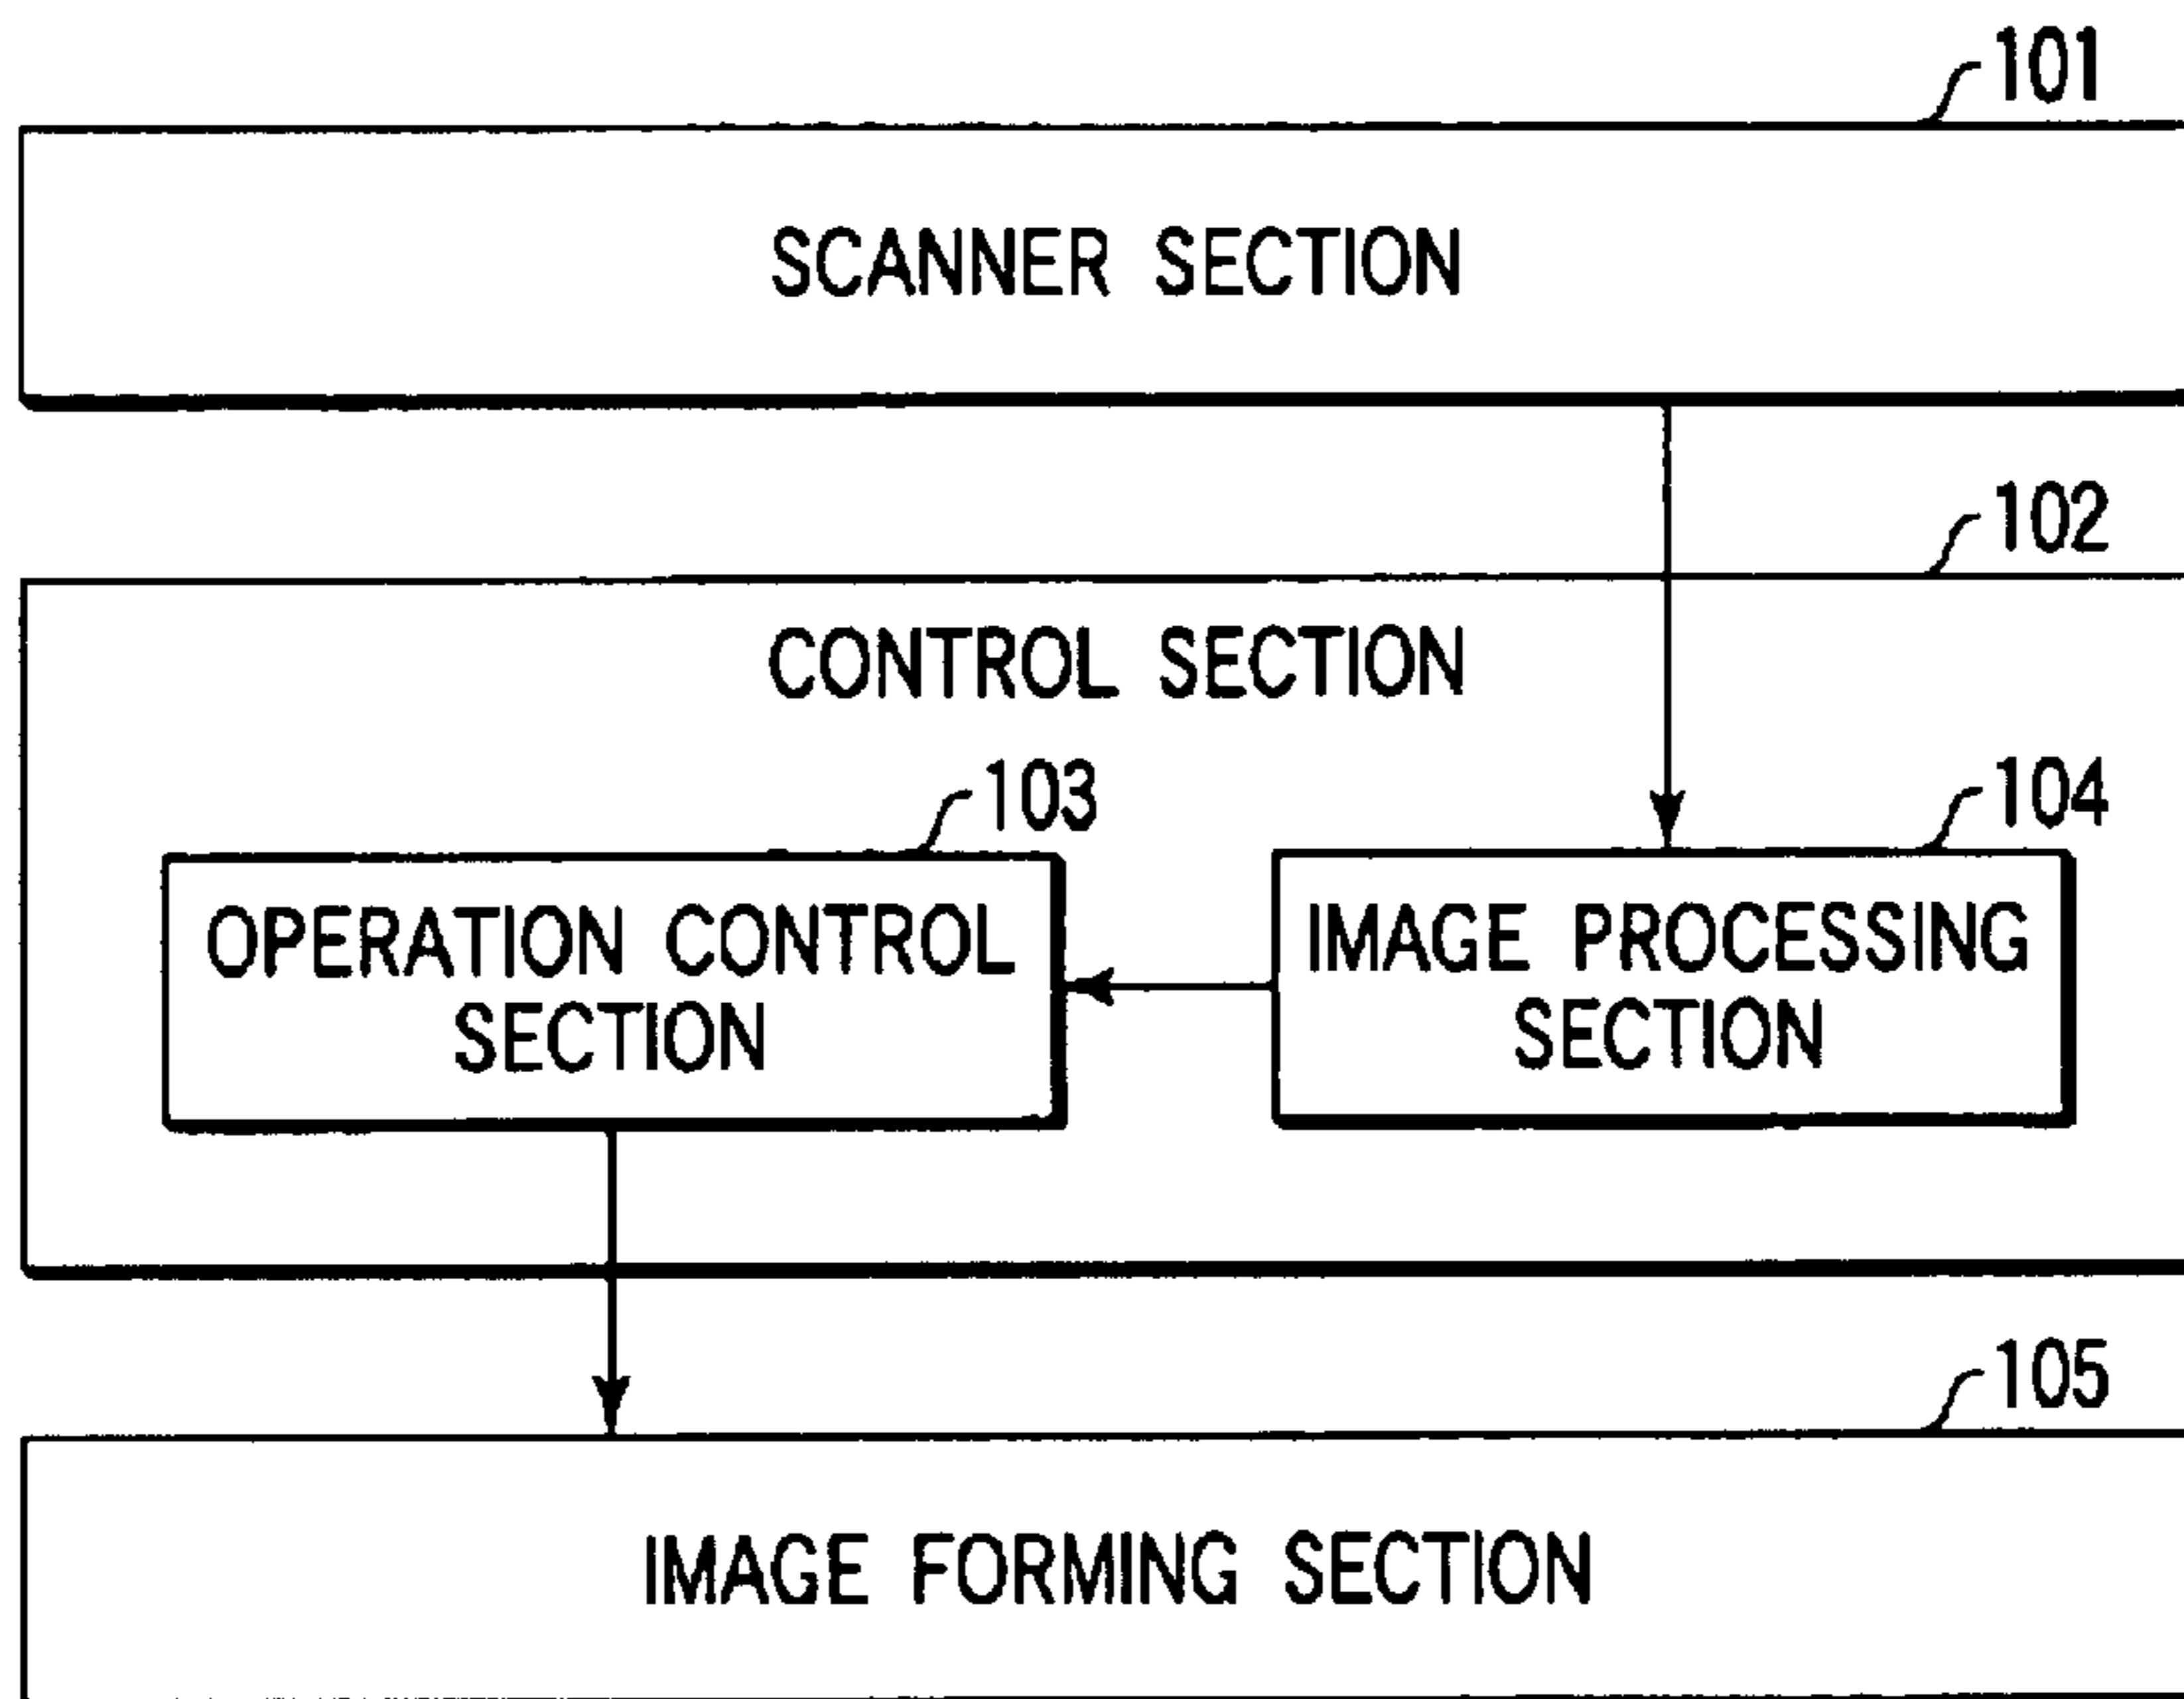 101
SCANNER SECTION
102
CONTROL SECTION
103
104
OPERATION CONTROL
SECTION
IMAGE PROCESSING
SECTION
105
IMAGE FORMING SECTION